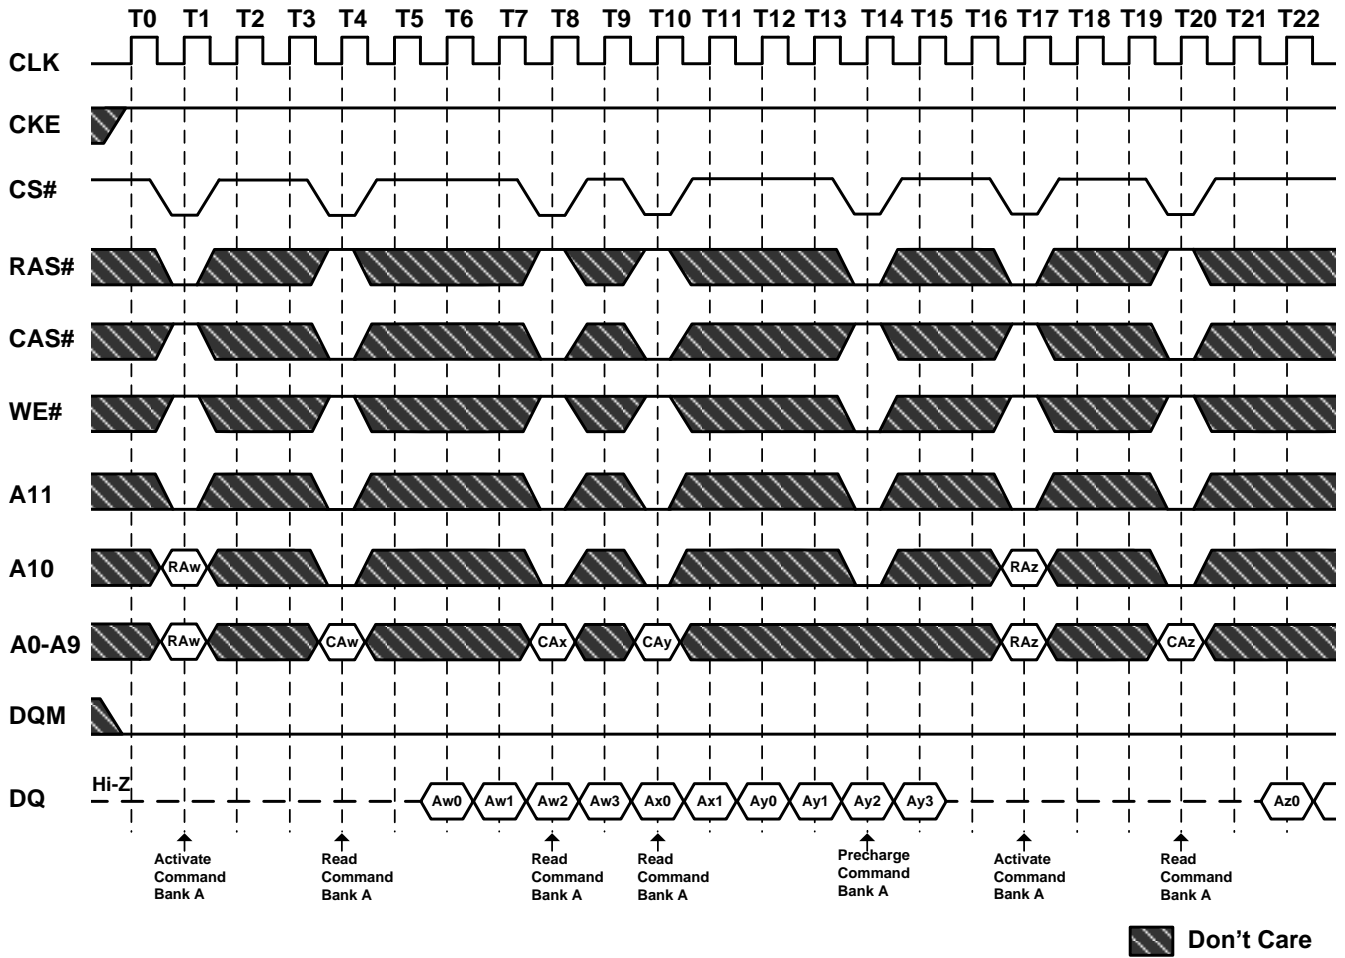 T0 T1 T2 T3 T4 T5 T6 T7 T8 T9 T10 T11 T12 T13 T14 T15 T16 T17 T18 T19 T20 T21 T22
CLK
CKE
CS#
RAS#
CAS#
WE#
A11
A10 RAw RAz
A0-A9 RAw CAw CAx CAy RAz CAz
DQM
Hi-Z
DQ Aw0 Aw1 Aw2 Aw3 Ax0 Ax1 Ay0 Ay1 Ay2 Ay3 Az0
Activate
Command
Bank A
Read
Command
Bank A
Read
Command
Bank A
Read
Command
Bank A
Precharge
Command
Bank A
Activate
Command
Bank A
Read
Command
Bank A
Don't Care